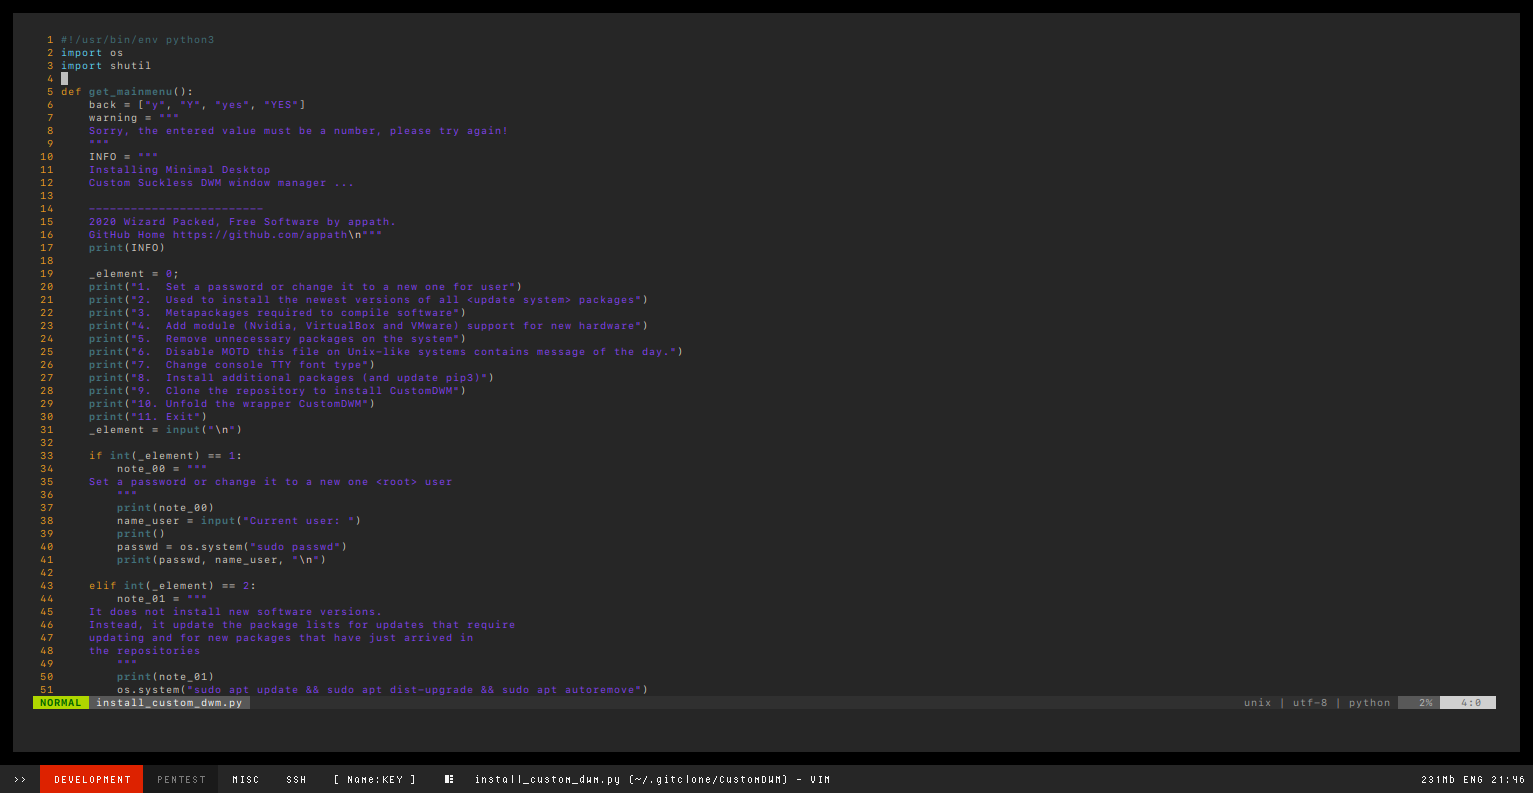 1 #!/usr/bin/env python3
2 import os
3 import shutil
4
5 def get_mainmenu():
6     back = ["y", "Y", "yes", "YES"]
7     warning = """
8     Sorry, the entered value must be a number, please try again!
9     """
10     INFO = """
11     Installing Minimal Desktop
12     Custom Suckless DWM window manager ...
13
14     -------------------------
15     2020 Wizard Packed, Free Software by appath.
16     GitHub Home https://github.com/appath\n"""
17     print(INFO)
18
19     _element = 0;
20     print("1.  Set a password or change it to a new one for user")
21     print("2.  Used to install the newest versions of all <update system> packages")
22     print("3.  Metapackages required to compile software")
23     print("4.  Add module (Nvidia, VirtualBox and VMware) support for new hardware")
24     print("5.  Remove unnecessary packages on the system")
25     print("6.  Disable MOTD this file on Unix-like systems contains message of the day.")
26     print("7.  Change console TTY font type")
27     print("8.  Install additional packages (and update pip3)")
28     print("9.  Clone the repository to install CustomDWM")
29     print("10. Unfold the wrapper CustomDWM")
30     print("11. Exit")
31     _element = input("\n")
32
33     if int(_element) == 1:
34         note_00 = """
35     Set a password or change it to a new one <root> user
36         """
37         print(note_00)
38         name_user = input("Current user: ")
39         print()
40         passwd = os.system("sudo passwd")
41         print(passwd, name_user, "\n")
42
43     elif int(_element) == 2:
44         note_01 = """
45     It does not install new software versions.
46     Instead, it update the package lists for updates that require
47     updating and for new packages that have just arrived in
48     the repositories
49         """
50         print(note_01)
51         os.system("sudo apt update && sudo apt dist-upgrade && sudo apt autoremove")
NORMAL install_custom_dwm.py unix | utf-8 | python 2% 4:0
>> DEVELOPMENT PENTEST MISC SSH [ Name:KEY ] install_custom_dwm.py (~/.gitclone/CustomDWM) - VIM 231Mb ENG 21:46